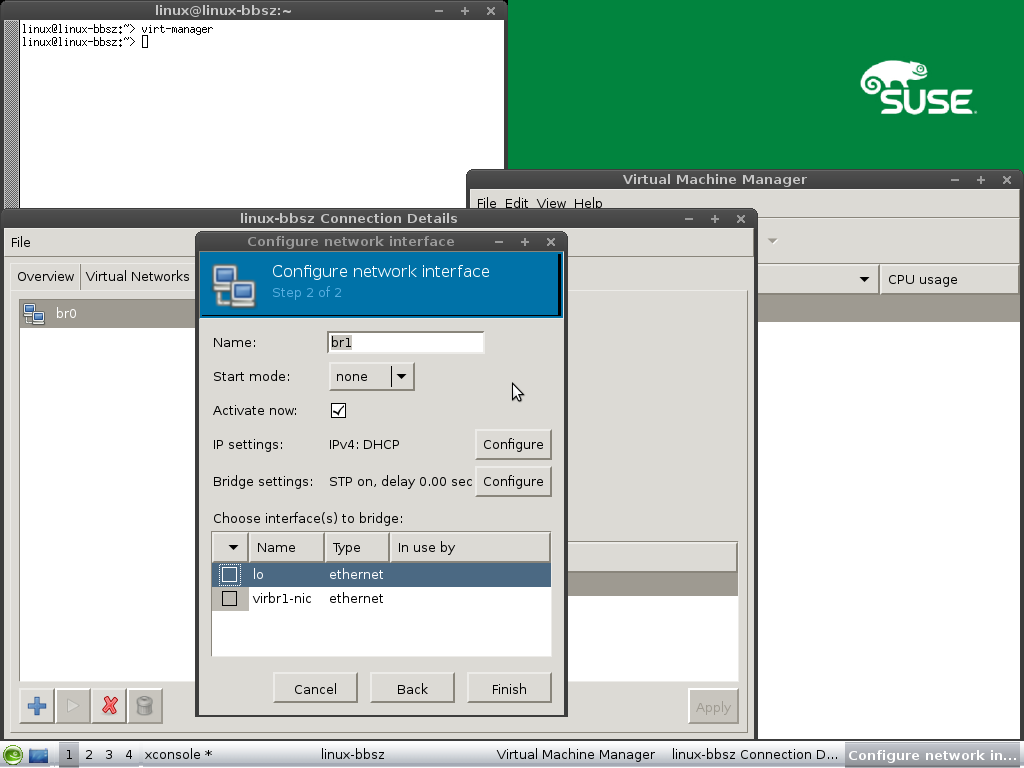 linux@linux-bbsz:~
linux@linux-bbsz:~> virt-manager
linux@linux-bbsz:~>
SUSE
Virtual Machine Manager
File Edit View Help
CPU usage
linux-bbsz Connection Details
File
Overview Virtual Networks
br0
Apply
Configure network interface
Configure network interface
Step 2 of 2
Name: br1
Start mode: none
Activate now:
IP settings: IPv4: DHCP Configure
Bridge settings: STP on, delay 0.00 sec Configure
Choose interface(s) to bridge:
Name Type In use by
lo ethernet
virbr1-nic ethernet
Cancel Back Finish
1 2 3 4 xconsole * linux-bbsz Virtual Machine Manager linux-bbsz Connection D... Configure network in...